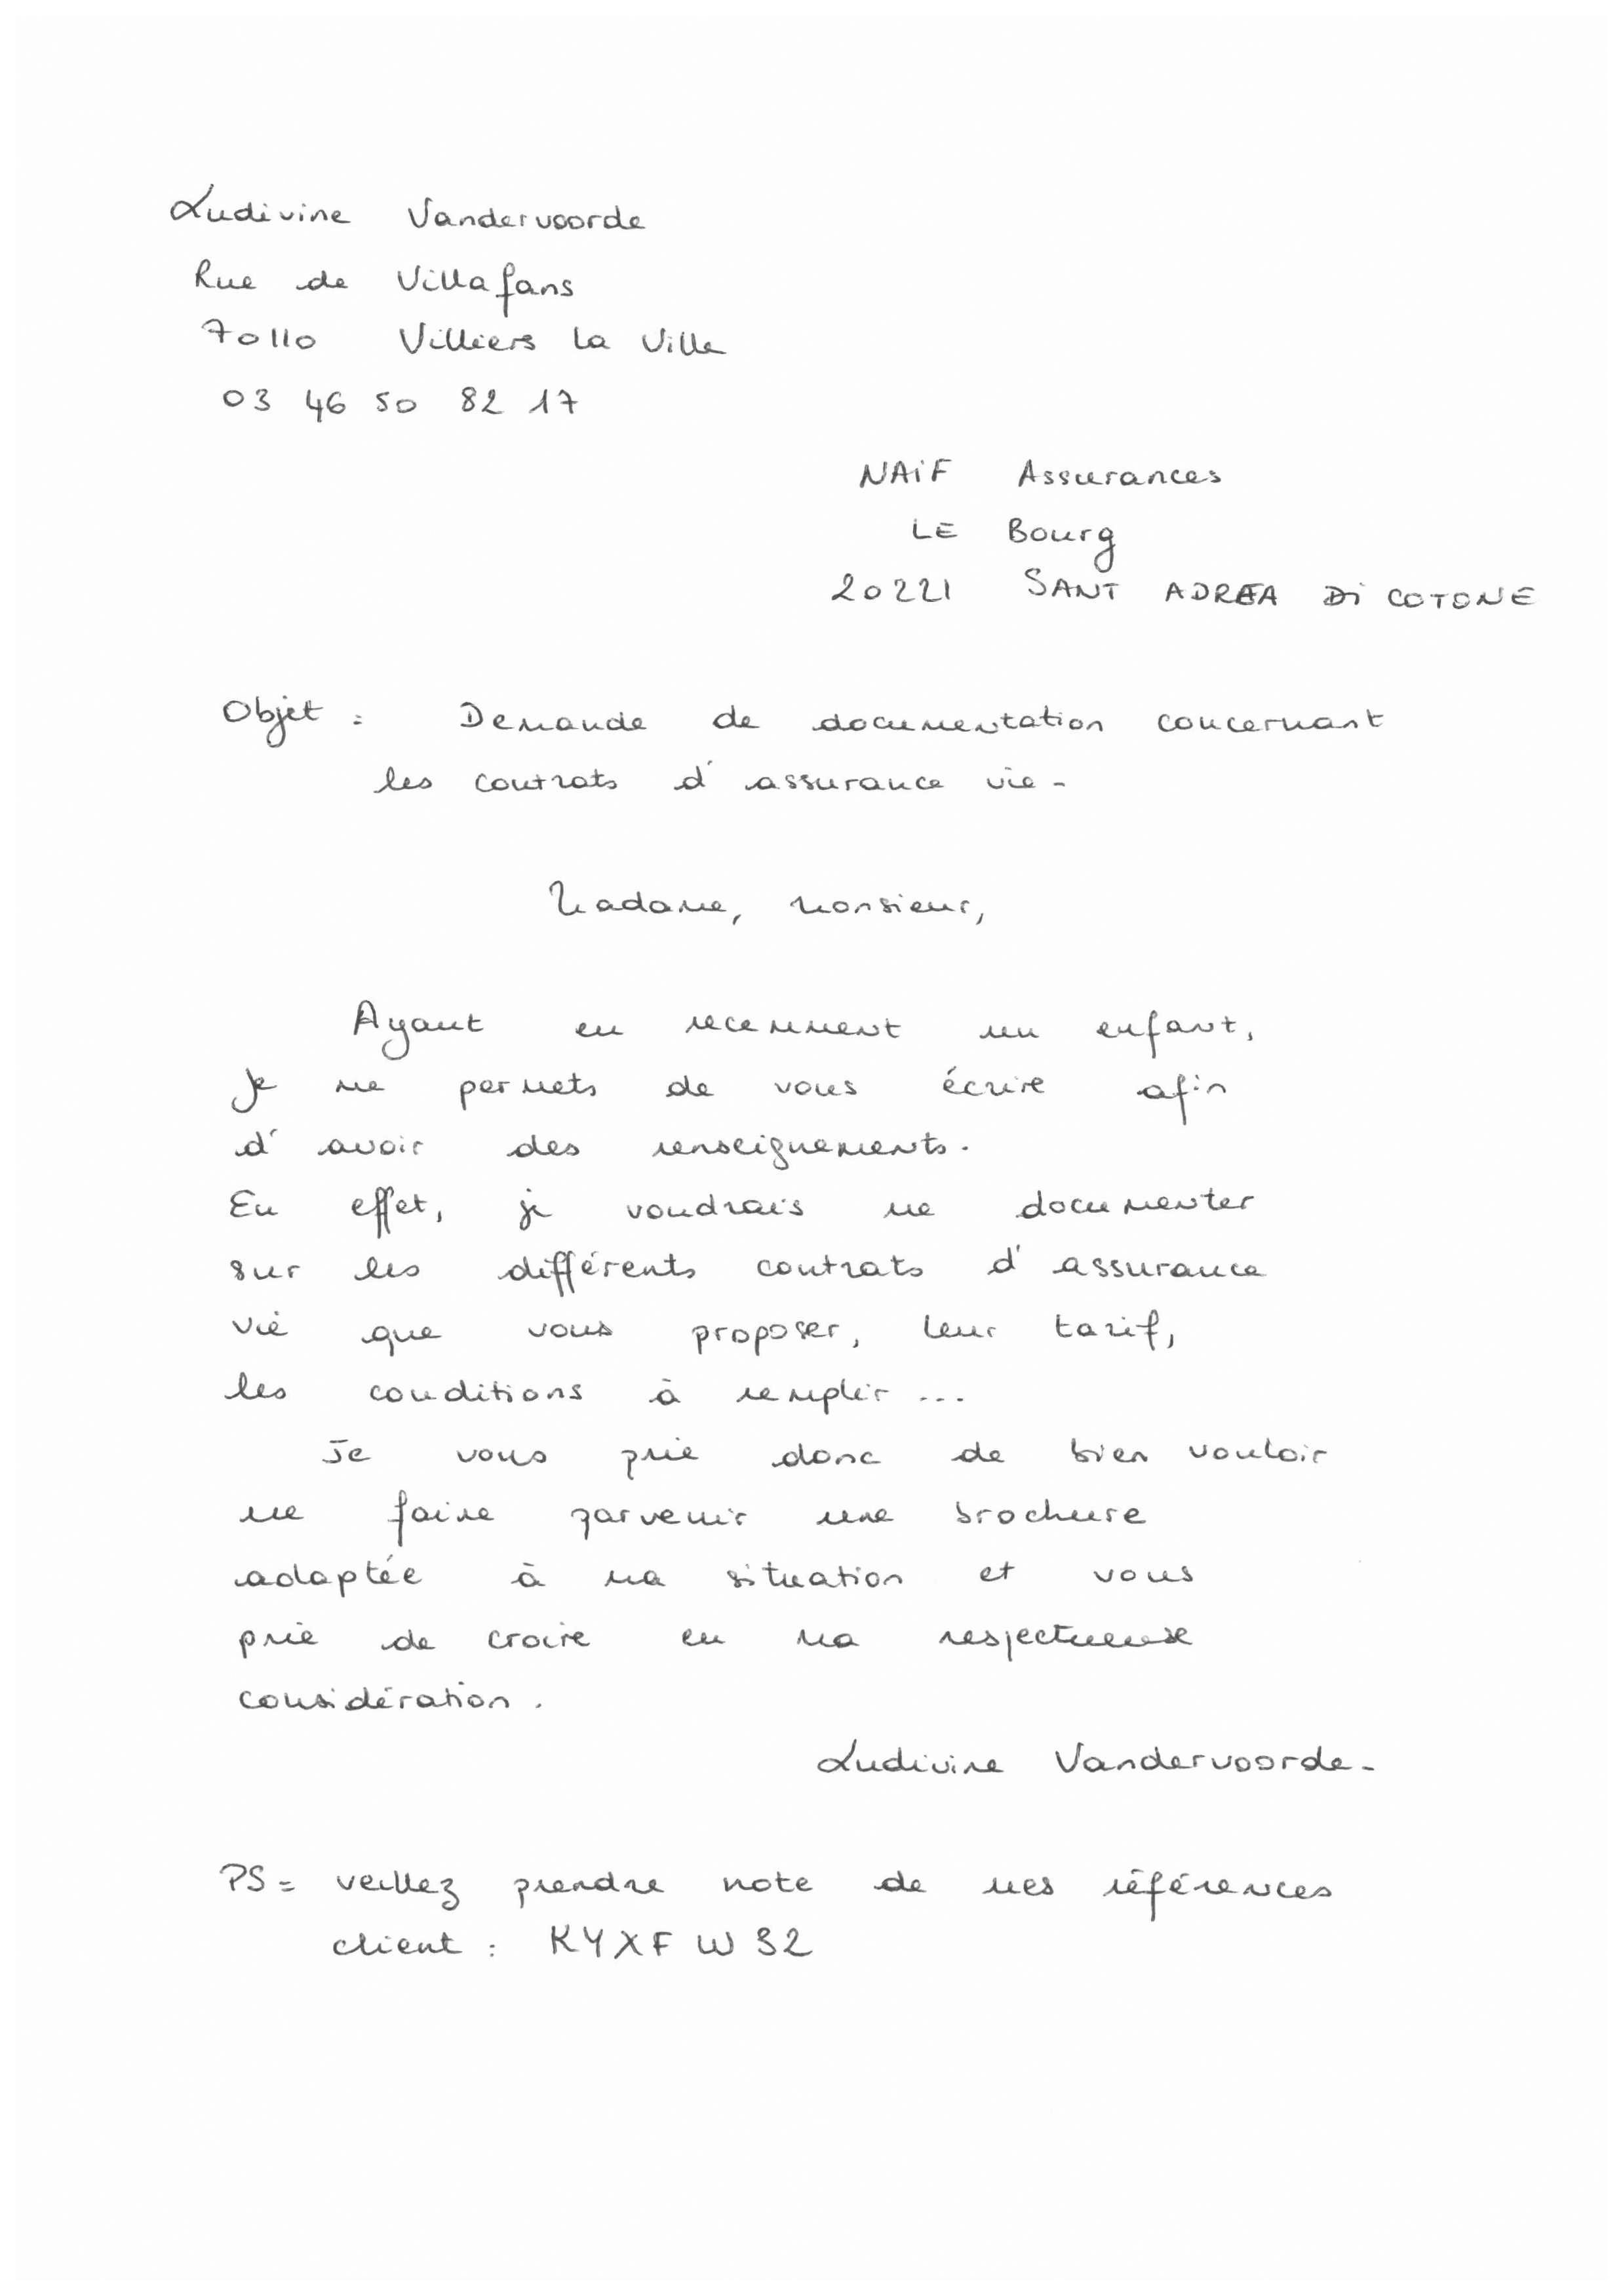 Ludivine Vandervoorde
Rue de Villafans
70110 Villiers la Ville
03 46 50 82 17
NAiF Assurances
LE Bourg
20221 SANT ADREA Di COTONE
Objet : Demande de documentation concernant
les contrats d'assurance vie -
Madame, Monsieur,
Ayant eu recemment un enfant,
Je me permets de vous écrire afin
d'avoir des renseignements.
En effet, je voudrais me documenter
sur les différents contrats d'assurance
vie que vous proposer, leur tarif,
les conditions à remplir ...
Je vous prie donc de bien vouloir
me faire parvenir une brochure
adaptée à ma situation et vous
prie de croire en ma respectueuse
considération.
Ludivine Vandervoorde -
PS = veillez prendre note de mes références
client : KYXFW32